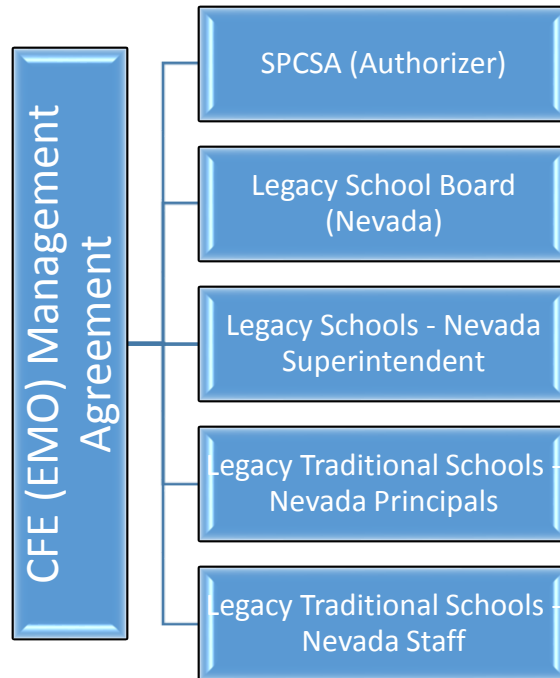 CFE (EMO) Management
Agreement
SPCSA (Authorizer)
Legacy School Board
(Nevada)
Legacy Schools - Nevada
Superintendent
Legacy Traditional Schools -
Nevada Principals
Legacy Traditional Schools -
Nevada Staff